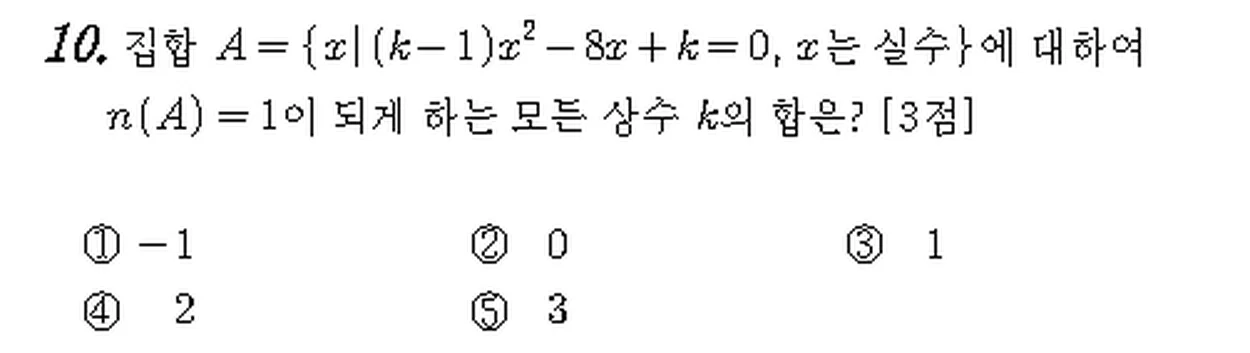 10. 집합 A = {x | (k−1)x² − 8x + k = 0, x는 실수}에 대하여
n(A) = 1이 되게 하는 모든 상수 k의 합은? [3점]
① −1 ② 0 ③ 1
④ 2 ⑤ 3